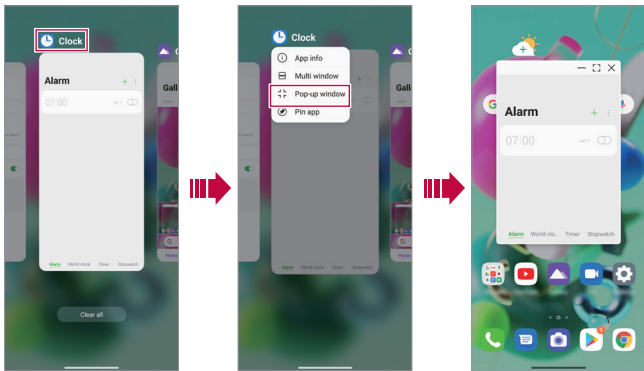 Clock
Alarm
07:00
Gall
Alarm World clock Timer Stopwatch
Clear all
Clock
App info
Multi window
Pop-up window
Pin app
Gall
Alarm World clock Timer Stopwatch
Alarm
07:00
Alarm World clo.. Timer Stopwatch